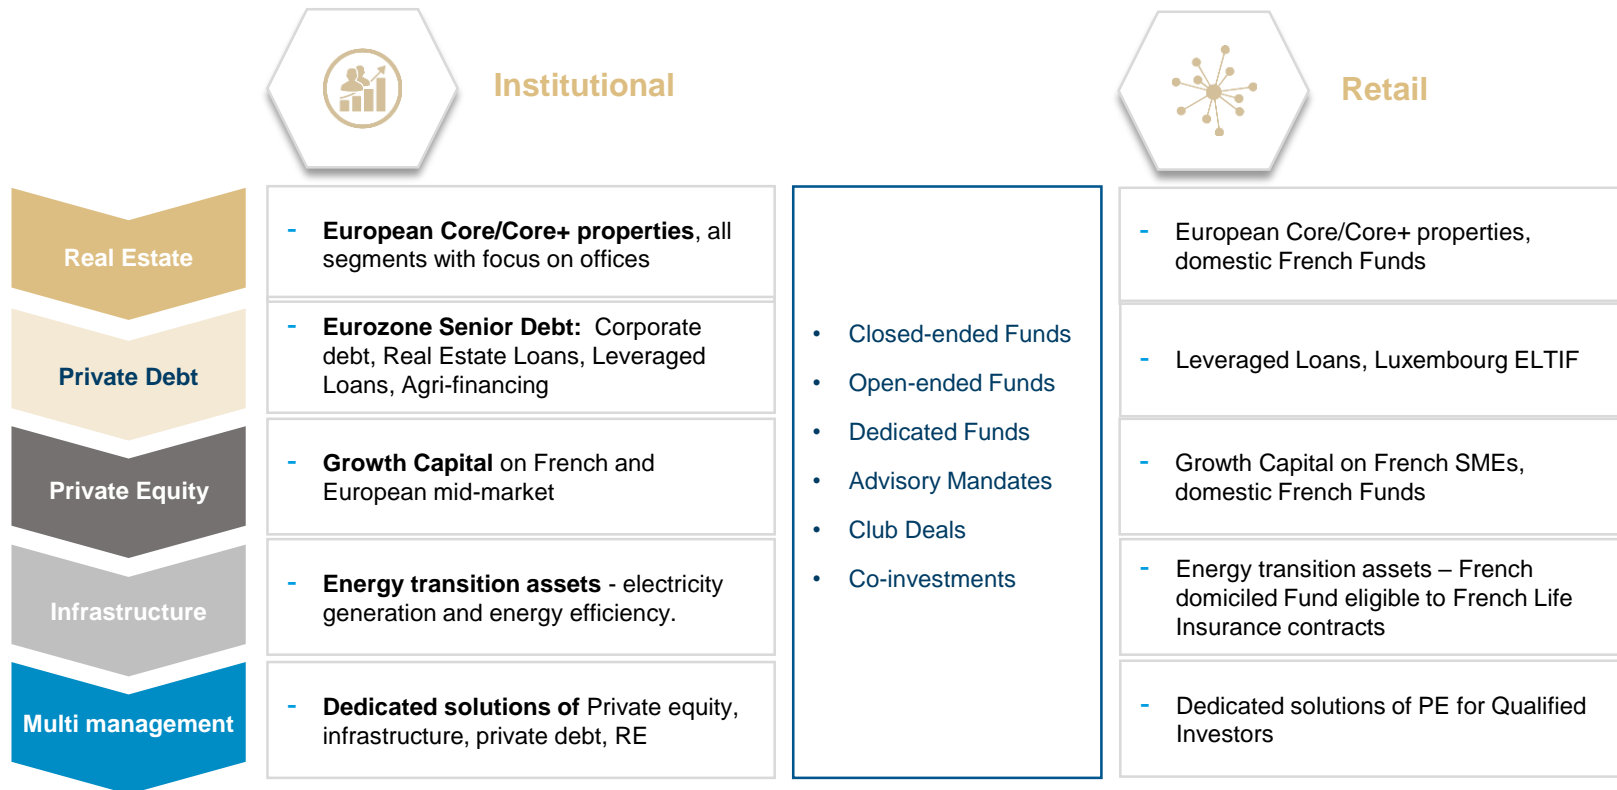 Institutional
Retail
Real Estate
- European Core/Core+ properties, all
segments with focus on offices
- European Core/Core+ properties,
domestic French Funds
Private Debt
- Eurozone Senior Debt: Corporate
debt, Real Estate Loans, Leveraged
Loans, Agri-financing
- Leveraged Loans, Luxembourg ELTIF
Private Equity
- Growth Capital on French and
European mid-market
- Growth Capital on French SMEs,
domestic French Funds
Infrastructure
- Energy transition assets - electricity
generation and energy efficiency.
- Energy transition assets – French
domiciled Fund eligible to French Life
Insurance contracts
Multi management
- Dedicated solutions of Private equity,
infrastructure, private debt, RE
- Dedicated solutions of PE for Qualified
Investors
• Closed-ended Funds
• Open-ended Funds
• Dedicated Funds
• Advisory Mandates
• Club Deals
• Co-investments